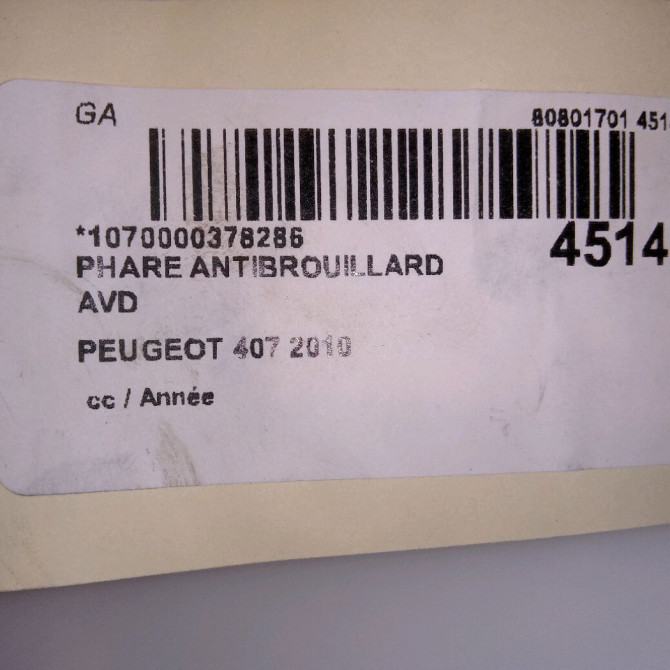 GA 80801701 451
*1070000378286
4514
PHARE ANTIBROUILLARD
AVD
PEUGEOT 407 2010
cc / Année